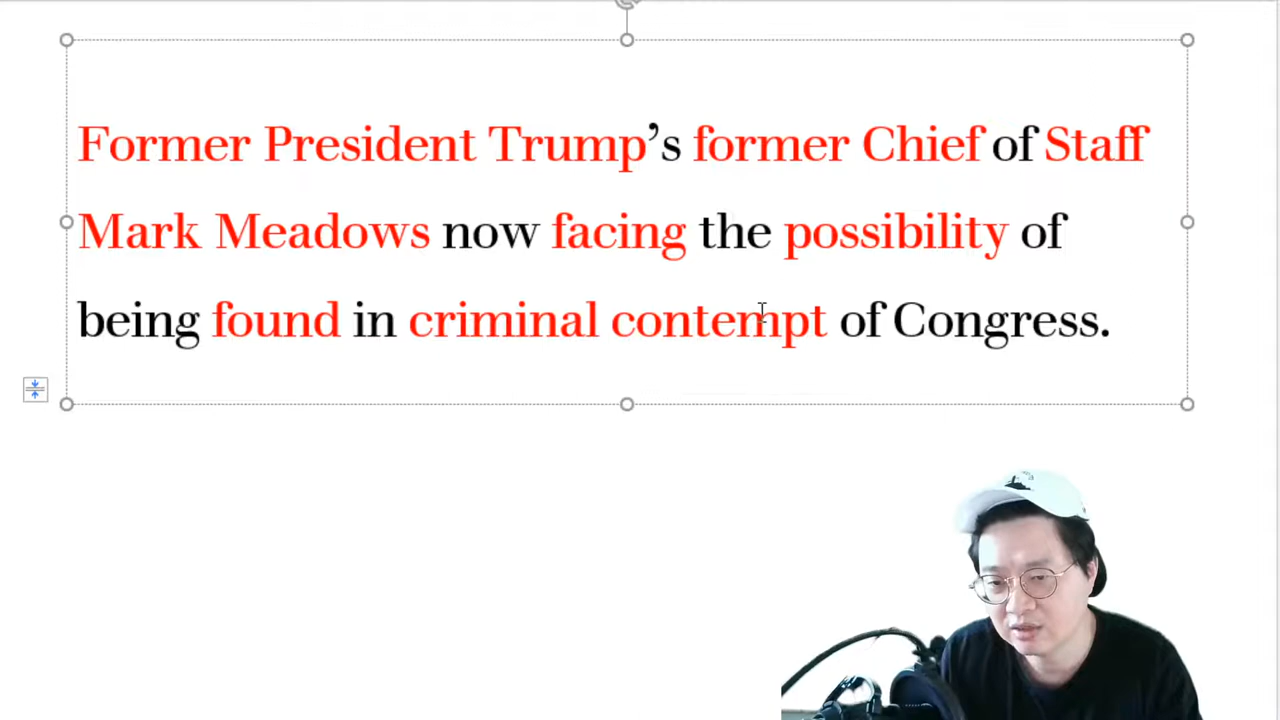 Former President Trump’s former Chief of Staff
Mark Meadows now facing the possibility of
being found in criminal contempt of Congress.